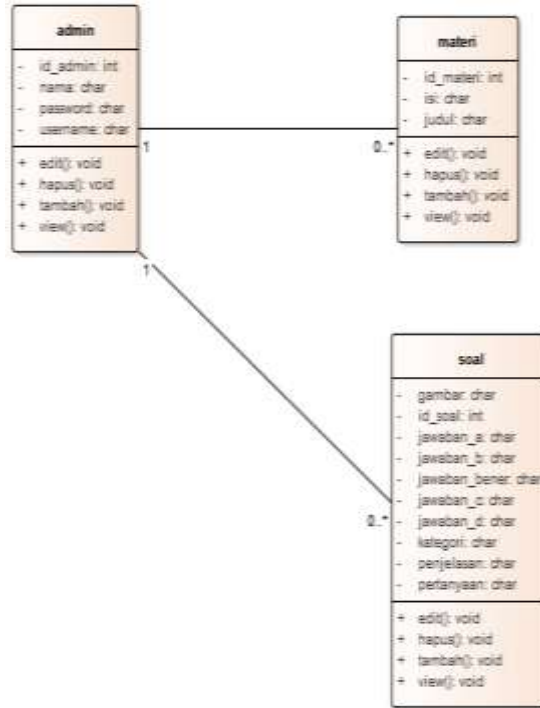 admin
- id_admin: int
- nama: char
- password: char
- username: char
+ edit(): void
+ hapus(): void
+ tambah(): void
+ view(): void
1
1
materi
- id_materi: int
- isi: char
- judul: char
+ edit(): void
+ hapus(): void
+ tambah(): void
+ view(): void
0..*
soal
- gambar: char
- id_soal: int
- jawaban_a: char
- jawaban_b: char
- jawaban_bener: char
- jawaban_c: char
- jawaban_d: char
- kategori: char
- penjelasan: char
- pertanyaan: char
+ edit(): void
+ hapus(): void
+ tambah(): void
+ view(): void
0..*